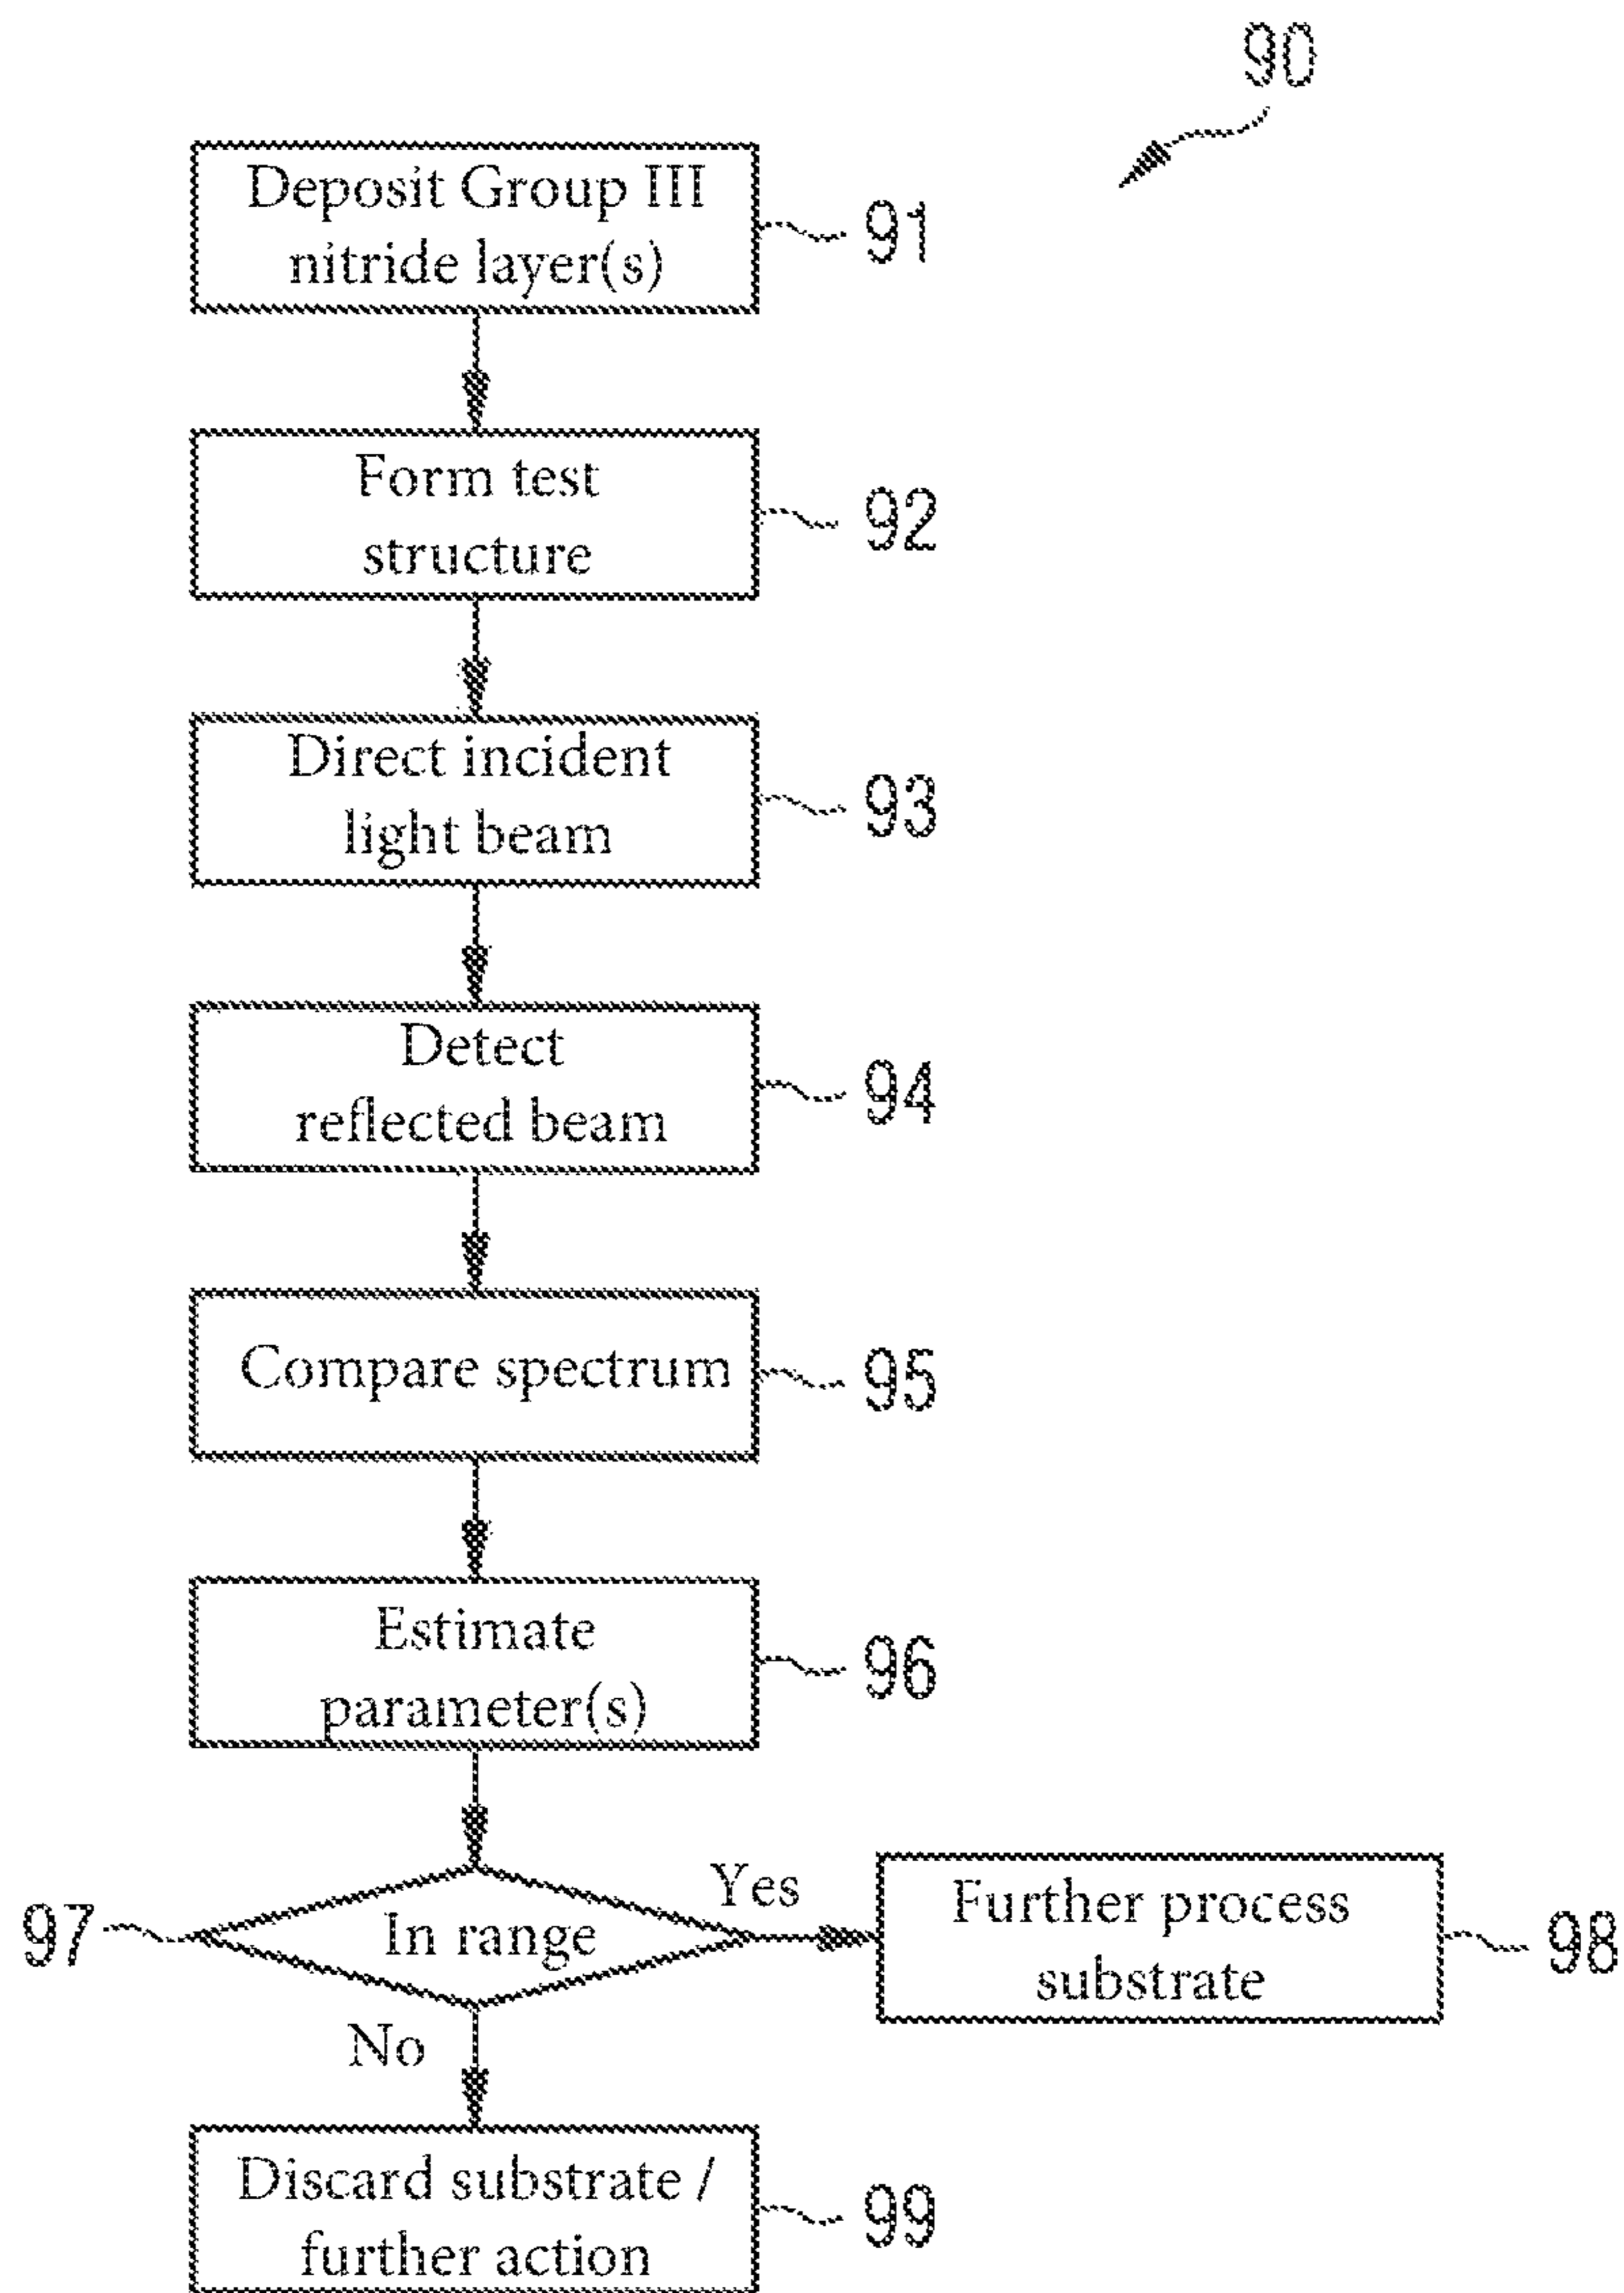 90
Deposit Group III
nitride layer(s)
91
Form test
structure
92
Direct incident
light beam
93
Detect
reflected beam
94
Compare spectrum
95
Estimate
parameter(s)
96
97
In range
Yes
Further process
substrate
98
No
Discard substrate /
further action
99